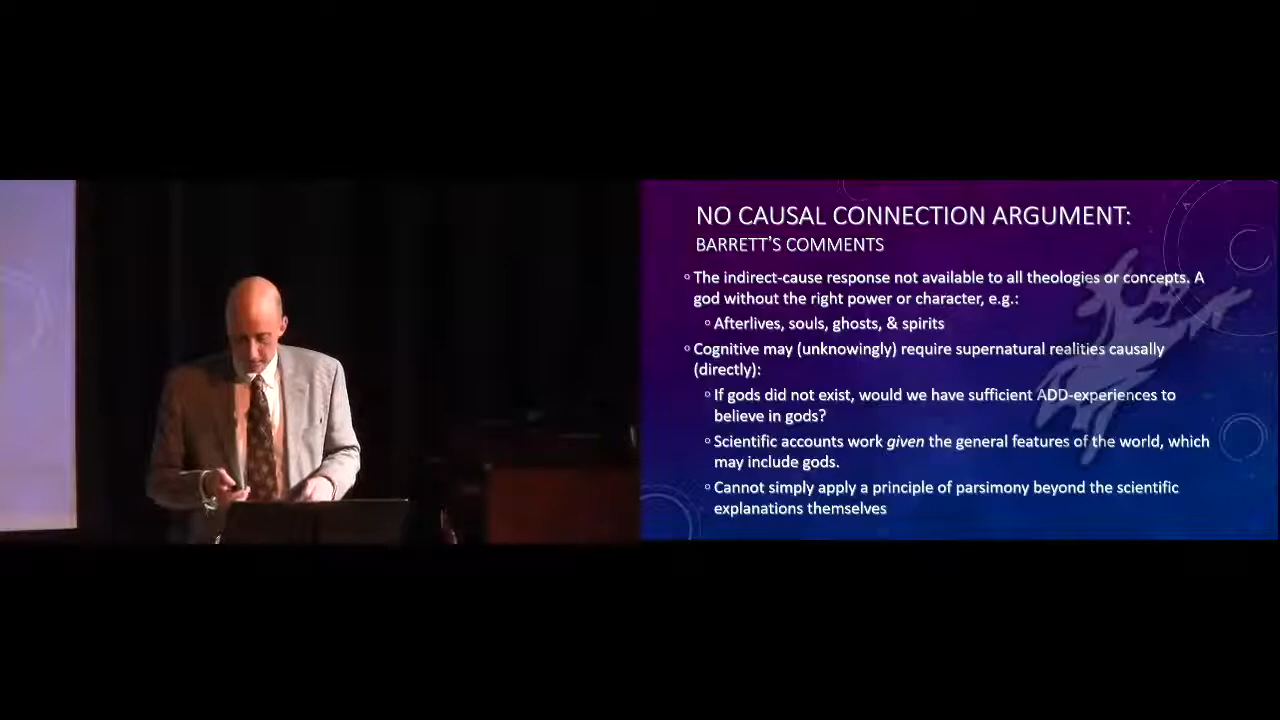 NO CAUSAL CONNECTION ARGUMENT:
BARRETT'S COMMENTS
The indirect-cause response not available to all theologies or concepts. A
god without the right power or character, e.g.:
Afterlives, souls, ghosts, & spirits
Cognitive may (unknowingly) require supernatural realities causally
(directly):
If gods did not exist, would we have sufficient ADD-experiences to
believe in gods?
Scientific accounts work given the general features of the world, which
may include gods.
Cannot simply apply a principle of parsimony beyond the scientific
explanations themselves